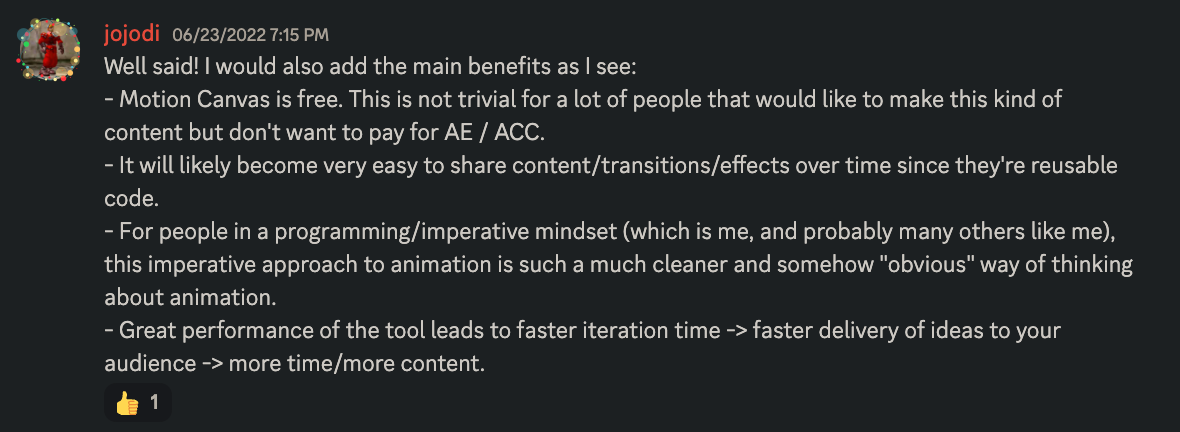 jojodi 06/23/2022 7:15 PM
Well said! I would also add the main benefits as I see:
- Motion Canvas is free. This is not trivial for a lot of people that would like to make this kind of
content but don't want to pay for AE / ACC.
- It will likely become very easy to share content/transitions/effects over time since they're reusable
code.
- For people in a programming/imperative mindset (which is me, and probably many others like me),
this imperative approach to animation is such a much cleaner and somehow "obvious" way of thinking
about animation.
- Great performance of the tool leads to faster iteration time -> faster delivery of ideas to your
audience -> more time/more content.
👍 1